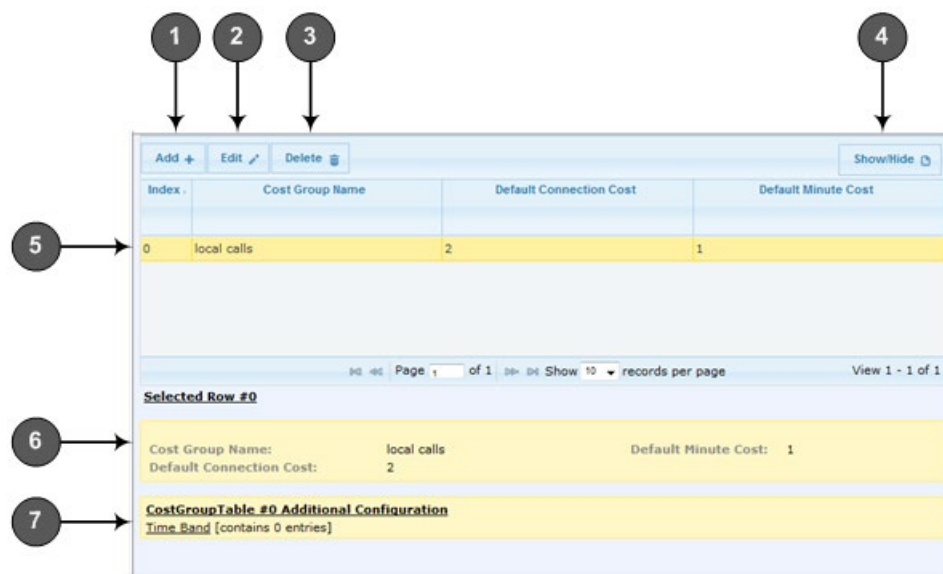 1 2 3 4
Add + Edit Delete Show/Hide
Index Cost Group Name Default Connection Cost Default Minute Cost
5
0 local calls 2 1
Page 1 of 1 Show 10 records per page View 1 - 1 of 1
Selected Row #0
6
Cost Group Name: local calls Default Minute Cost: 1
Default Connection Cost: 2
7
CostGroupTable #0 Additional Configuration
Time Band [contains 0 entries]